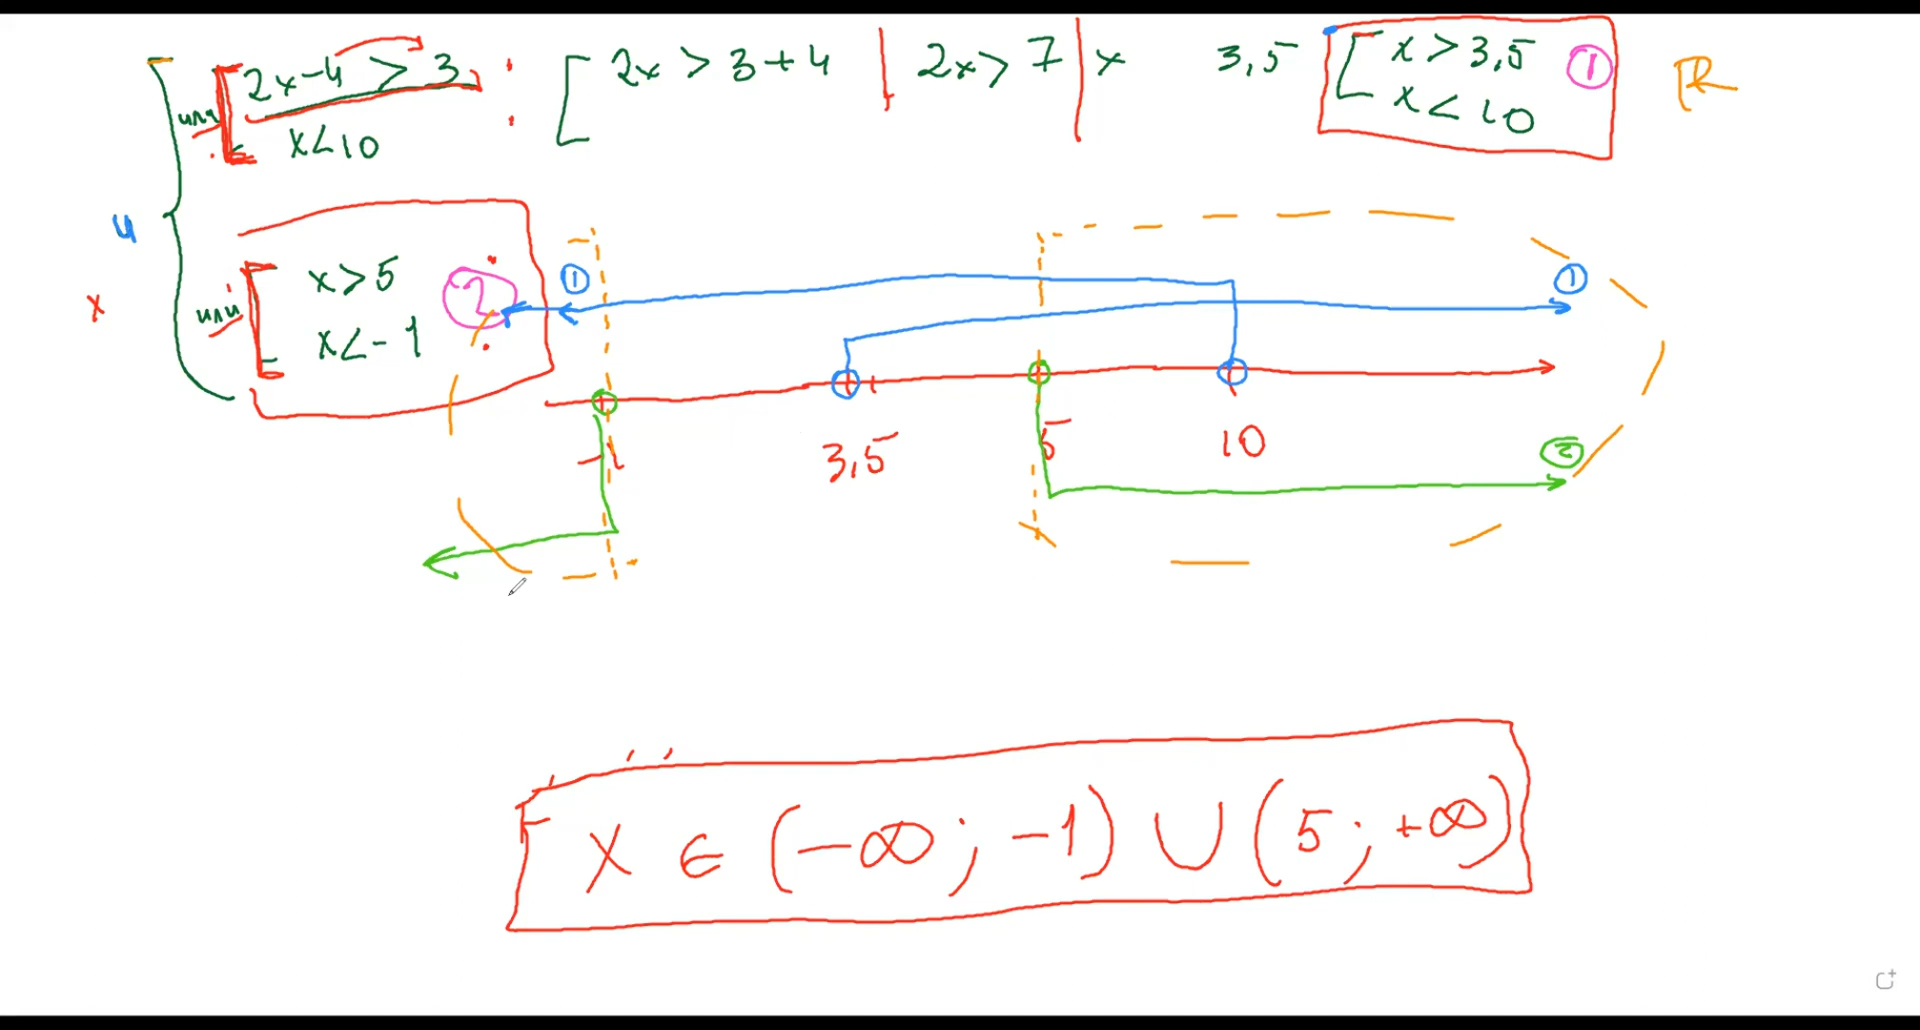 2x-4 > 3 : [ 2x > 3 + 4 | 2x > 7 | x 3,5 [ x > 3,5 ①
или x < 10 x < 10 R
и
x > 5 ② ① ①
x или x < -1
-1 3,5 5 10 ②
X ∈ (-∞; -1) ∪ (5; +∞)